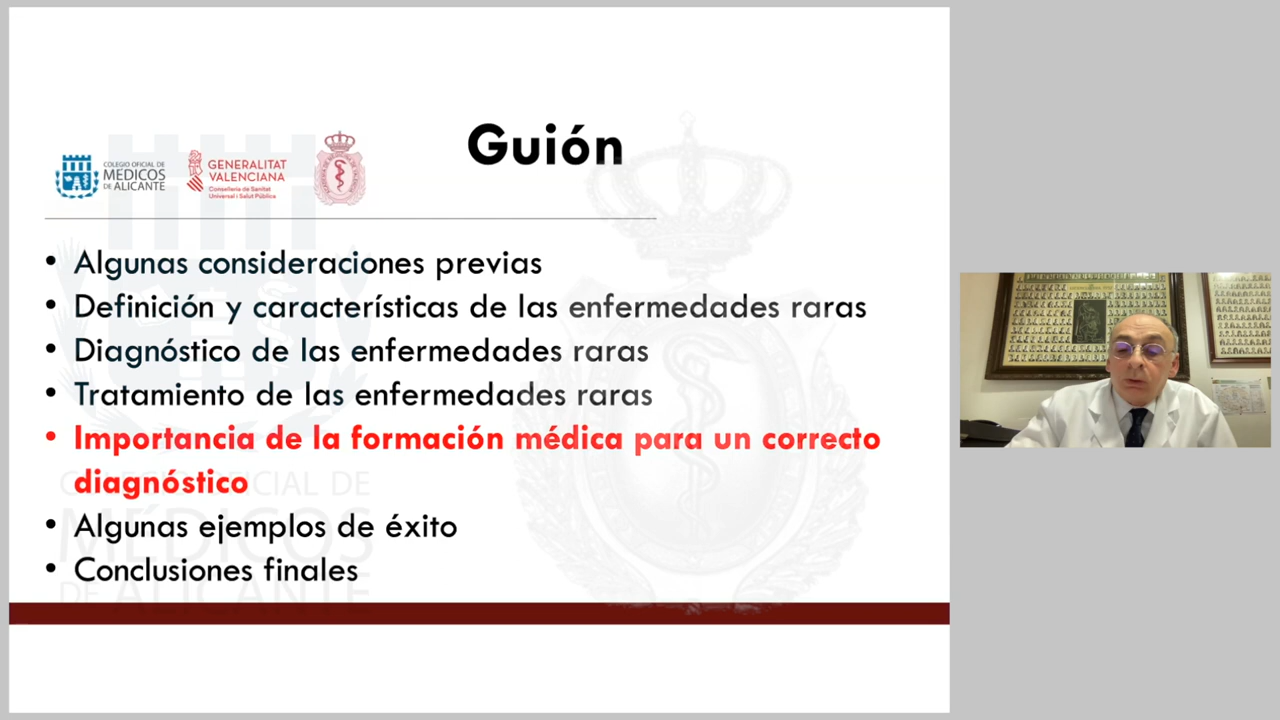 Guión
COLEGIO OFICIAL DE
MÉDICOS
DE ALICANTE
GENERALITAT
VALENCIANA
Conselleria de Sanitat
Universal i Salut Pública
• Algunas consideraciones previas
• Definición y características de las enfermedades raras
• Diagnóstico de las enfermedades raras
• Tratamiento de las enfermedades raras
• Importancia de la formación médica para un correcto
diagnóstico
• Algunas ejemplos de éxito
• Conclusiones finales